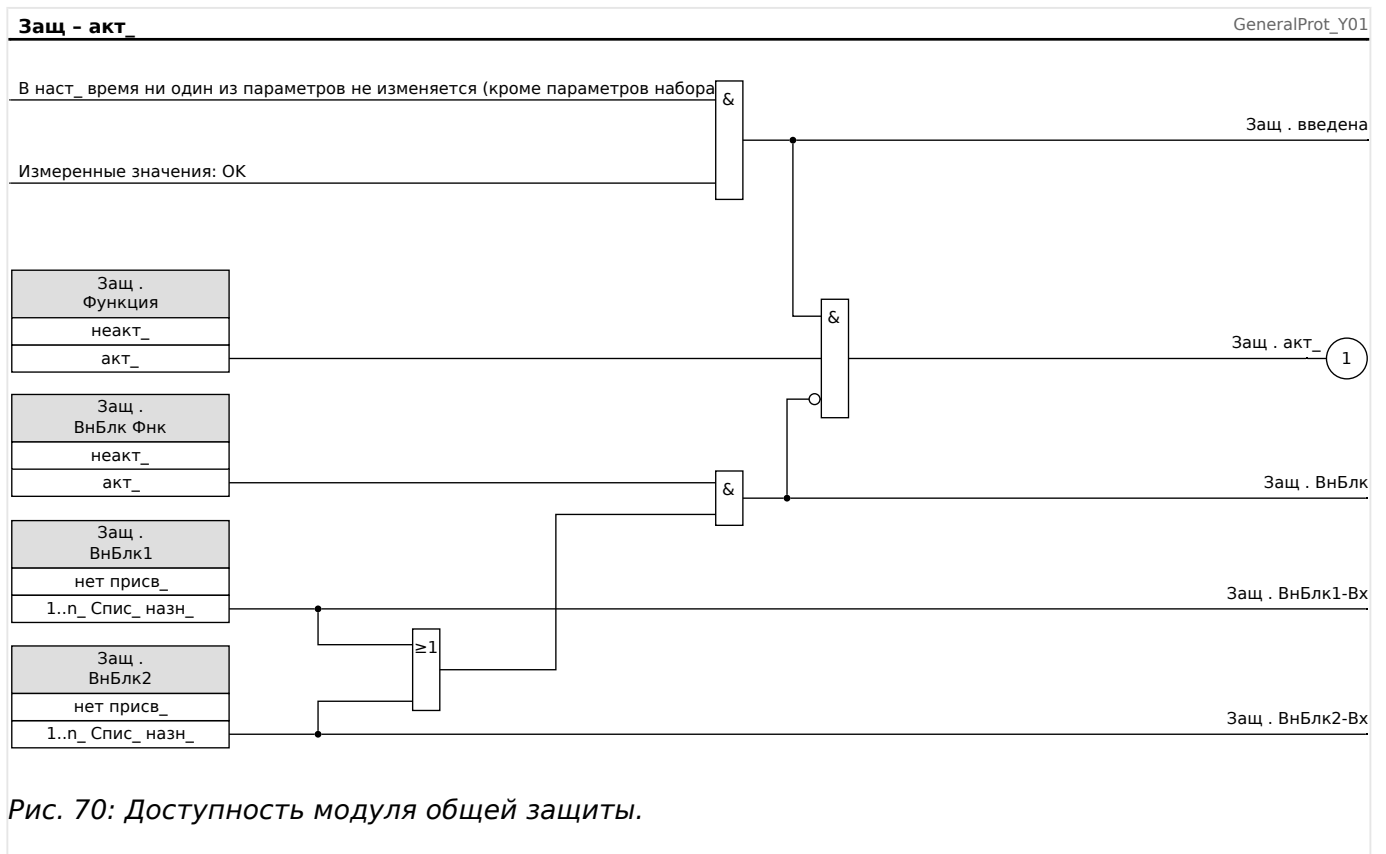 Защ – акт_
GeneralProt_Y01
В наст_ время ни один из параметров не изменяется (кроме параметров набора
&
Защ . введена
Измеренные значения: OK
Защ .
Функция
неакт_
акт_
&
Защ . акт_
1
Защ .
ВнБлк Фнк
неакт_
акт_
&
Защ . ВнБлк
Защ .
ВнБлк1
нет присв_
1..n_ Спис_ назн_
Защ . ВнБлк1-Вх
≥1
Защ .
ВнБлк2
нет присв_
1..n_ Спис_ назн_
Защ . ВнБлк2-Вх
Рис. 70: Доступность модуля общей защиты.